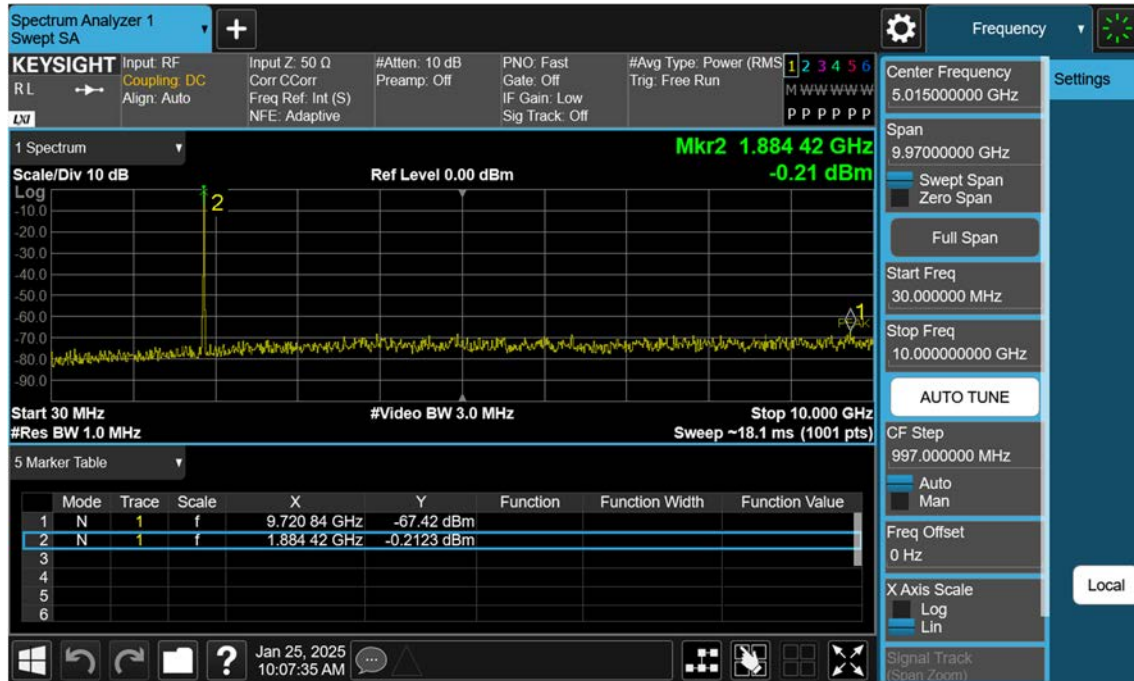 Spectrum Analyzer 1
Swept SA
Frequency
KEYSIGHT
RL
LXI
Input: RF
Coupling: DC
Align: Auto
Input Z: 50 Ω
Corr CCorr
Freq Ref: Int (S)
NFE: Adaptive
#Atten: 10 dB
Preamp: Off
PNO: Fast
Gate: Off
IF Gain: Low
Sig Track: Off
#Avg Type: Power (RMS
Trig: Free Run
1 2 3 4 5 6
M W W W W W
P P P P P P
1 Spectrum
Mkr2 1.884 42 GHz
-0.21 dBm
Scale/Div 10 dB
Ref Level 0.00 dBm
Log
-10.0
-20.0
-30.0
-40.0
-50.0
-60.0
-70.0
-80.0
-90.0
2
1
PEAK
Start 30 MHz
#Video BW 3.0 MHz
Stop 10.000 GHz
#Res BW 1.0 MHz
Sweep ~18.1 ms (1001 pts)
5 Marker Table
Mode Trace Scale X Y Function Function Width Function Value
1 N 1 f 9.720 84 GHz -67.42 dBm
2 N 1 f 1.884 42 GHz -0.2123 dBm
3
4
5
6
?
Jan 25, 2025
10:07:35 AM
Center Frequency
5.015000000 GHz
Span
9.97000000 GHz
Swept Span
Zero Span
Full Span
Start Freq
30.000000 MHz
Stop Freq
10.000000000 GHz
AUTO TUNE
CF Step
997.000000 MHz
Auto
Man
Freq Offset
0 Hz
X Axis Scale
Log
Lin
Signal Track
(Span Zoom)
Settings
Local